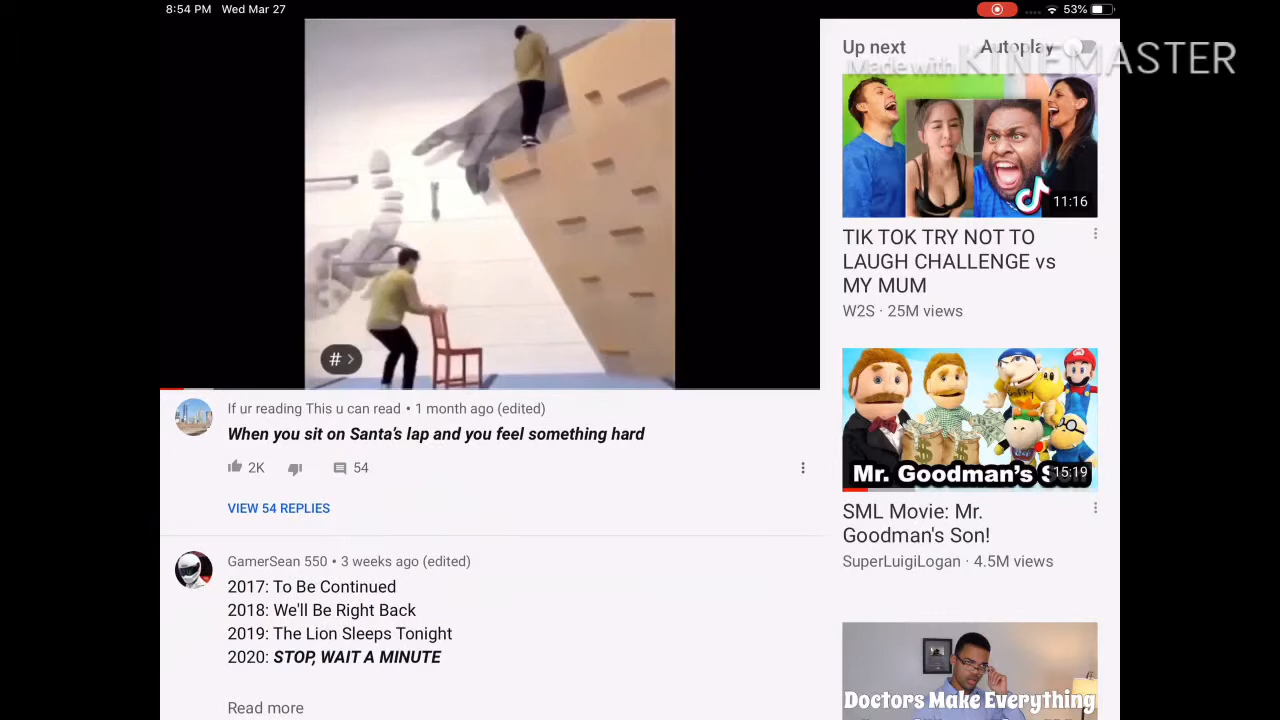 8:54 PM Wed Mar 27
53%
Up next
Autoplay
Made with KINEMASTER
11:16
TIK TOK TRY NOT TO
LAUGH CHALLENGE vs
MY MUM
W2S · 25M views
#
If ur reading This u can read • 1 month ago (edited)
When you sit on Santa's lap and you feel something hard
2K
54
VIEW 54 REPLIES
Mr. Goodman's
15:19
SML Movie: Mr.
Goodman's Son!
SuperLuigiLogan · 4.5M views
GamerSean 550 • 3 weeks ago (edited)
2017: To Be Continued
2018: We'll Be Right Back
2019: The Lion Sleeps Tonight
2020: STOP, WAIT A MINUTE
Read more
Doctors Make Everything